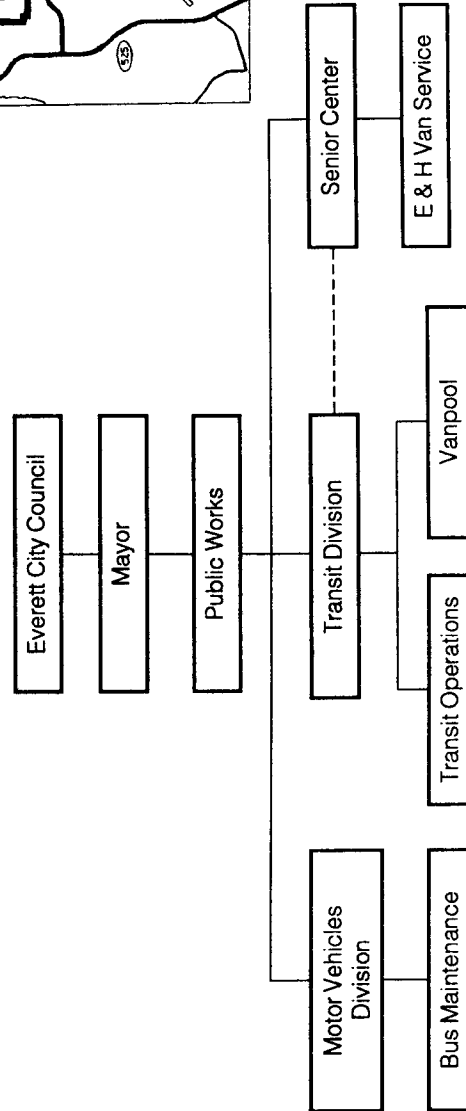 525
Everett City Council
Mayor
Public Works
Motor Vehicles
Division
Transit Division
Senior Center
Bus Maintenance
Transit Operations
Vanpool
E & H Van Service